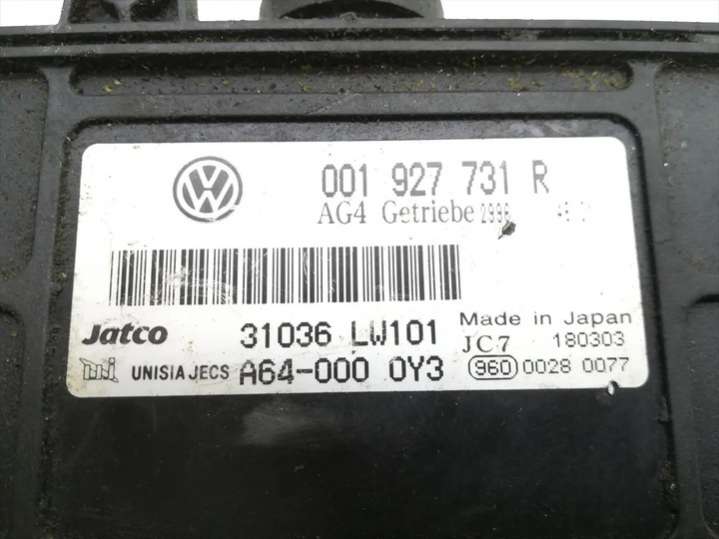 001 927 731 R
AG4 Getriebe
Jatco 31036 LW101 Made in Japan
JC7 180303
UNISIA JECS A64-000 0Y3 960 0028 0077